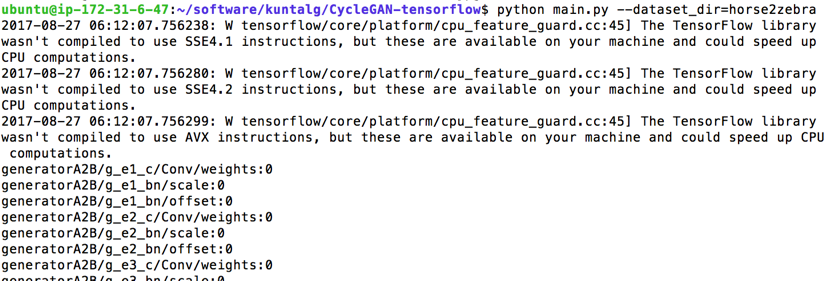 ubuntu@ip-172-31-6-47:~/software/kuntalg/CycleGAN-tensorflow$ python main.py --dataset_dir=horse2zebra
2017-08-27 06:12:07.756238: W tensorflow/core/platform/cpu_feature_guard.cc:45] The TensorFlow library
wasn't compiled to use SSE4.1 instructions, but these are available on your machine and could speed up
CPU computations.
2017-08-27 06:12:07.756280: W tensorflow/core/platform/cpu_feature_guard.cc:45] The TensorFlow library
wasn't compiled to use SSE4.2 instructions, but these are available on your machine and could speed up
CPU computations.
2017-08-27 06:12:07.756299: W tensorflow/core/platform/cpu_feature_guard.cc:45] The TensorFlow library
wasn't compiled to use AVX instructions, but these are available on your machine and could speed up CPU
 computations.
generatorA2B/g_e1_c/Conv/weights:0
generatorA2B/g_e1_bn/scale:0
generatorA2B/g_e1_bn/offset:0
generatorA2B/g_e2_c/Conv/weights:0
generatorA2B/g_e2_bn/scale:0
generatorA2B/g_e2_bn/offset:0
generatorA2B/g_e3_c/Conv/weights:0
generatorA2B/g_e3_bn/scale:0